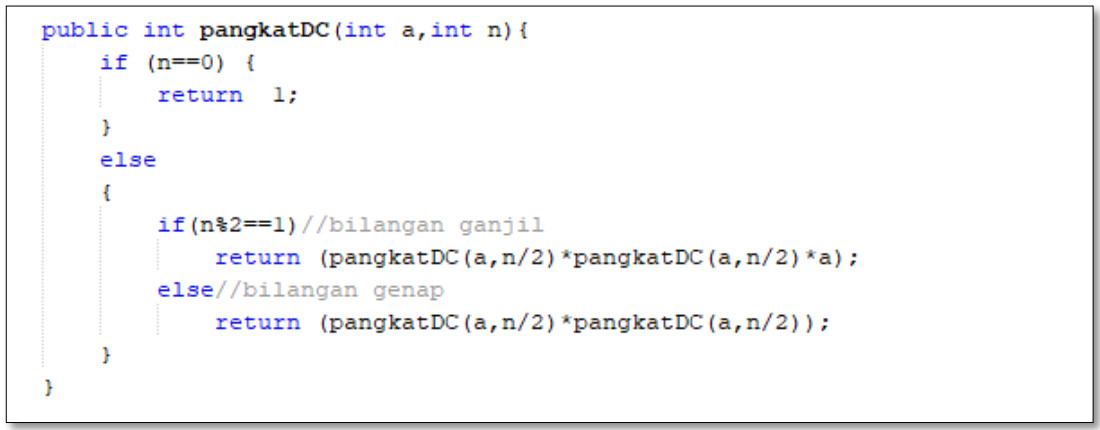 public int pangkatDC(int a,int n){
if (n==0) {
return  1;
}
else
{
if(n%2==1)//bilangan ganjil
return (pangkatDC(a,n/2)*pangkatDC(a,n/2)*a);
else//bilangan genap
return (pangkatDC(a,n/2)*pangkatDC(a,n/2));
}
}